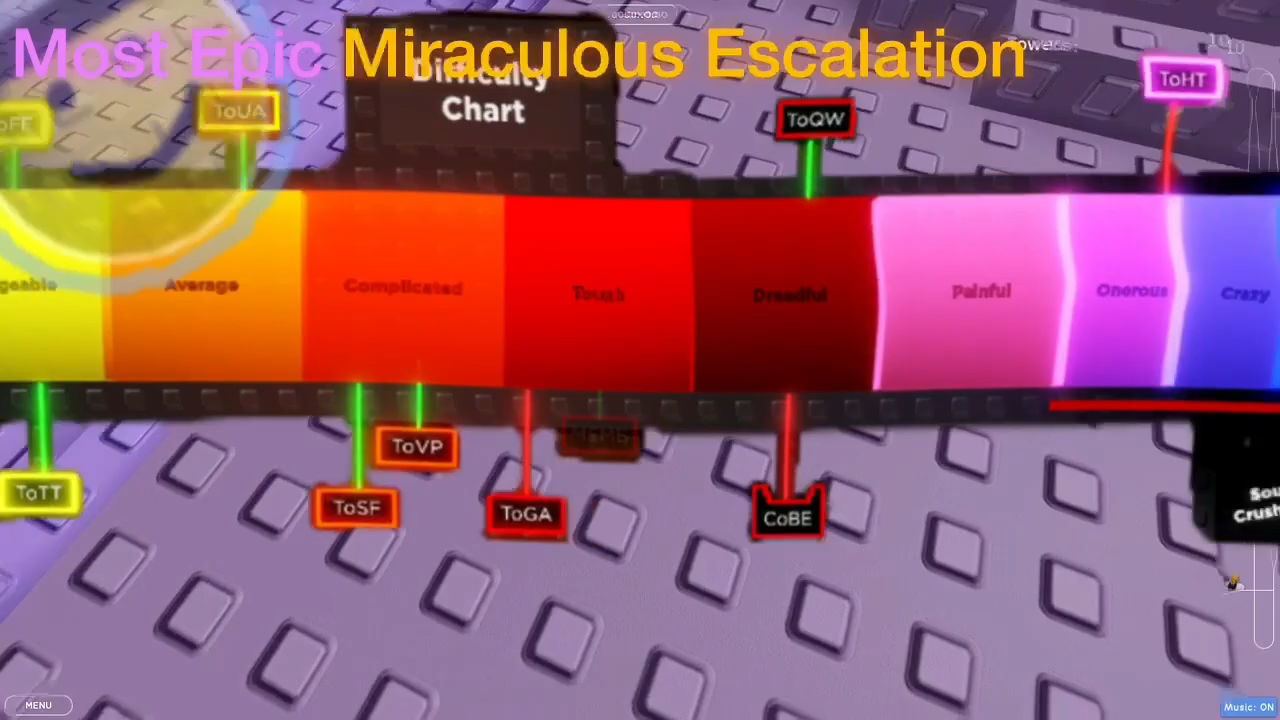 Most Epic Miraculous Escalation
Difficulty
Chart
ToUA
ToQW
ToHT
Average
Complicated
Tough
Dreadful
Painful
Onerous
Crazy
ToTT
ToSF
ToVP
ToGA
CoBE
MENU
Music: ON